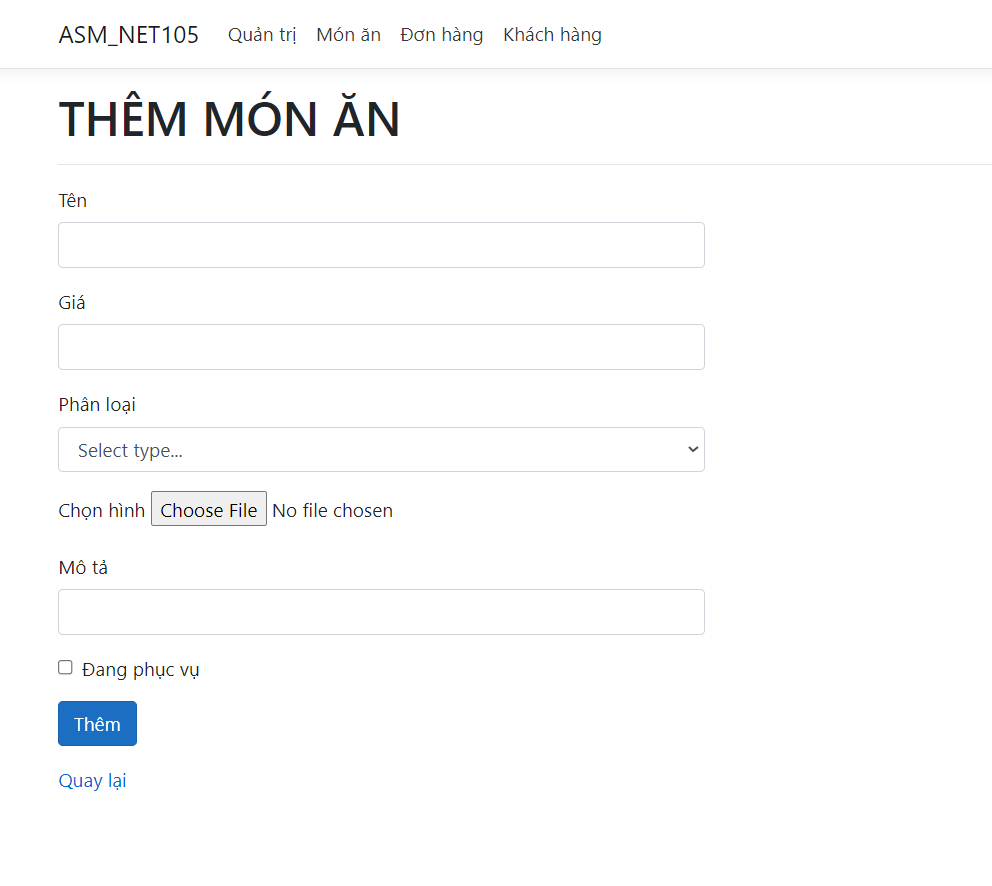 ASM_NET105 Quản trị Món ăn Đơn hàng Khách hàng
THÊM MÓN ĂN
Tên
Giá
Phân loại
Select type...
Chọn hình Choose File No file chosen
Mô tả
Đang phục vụ
Thêm
Quay lại